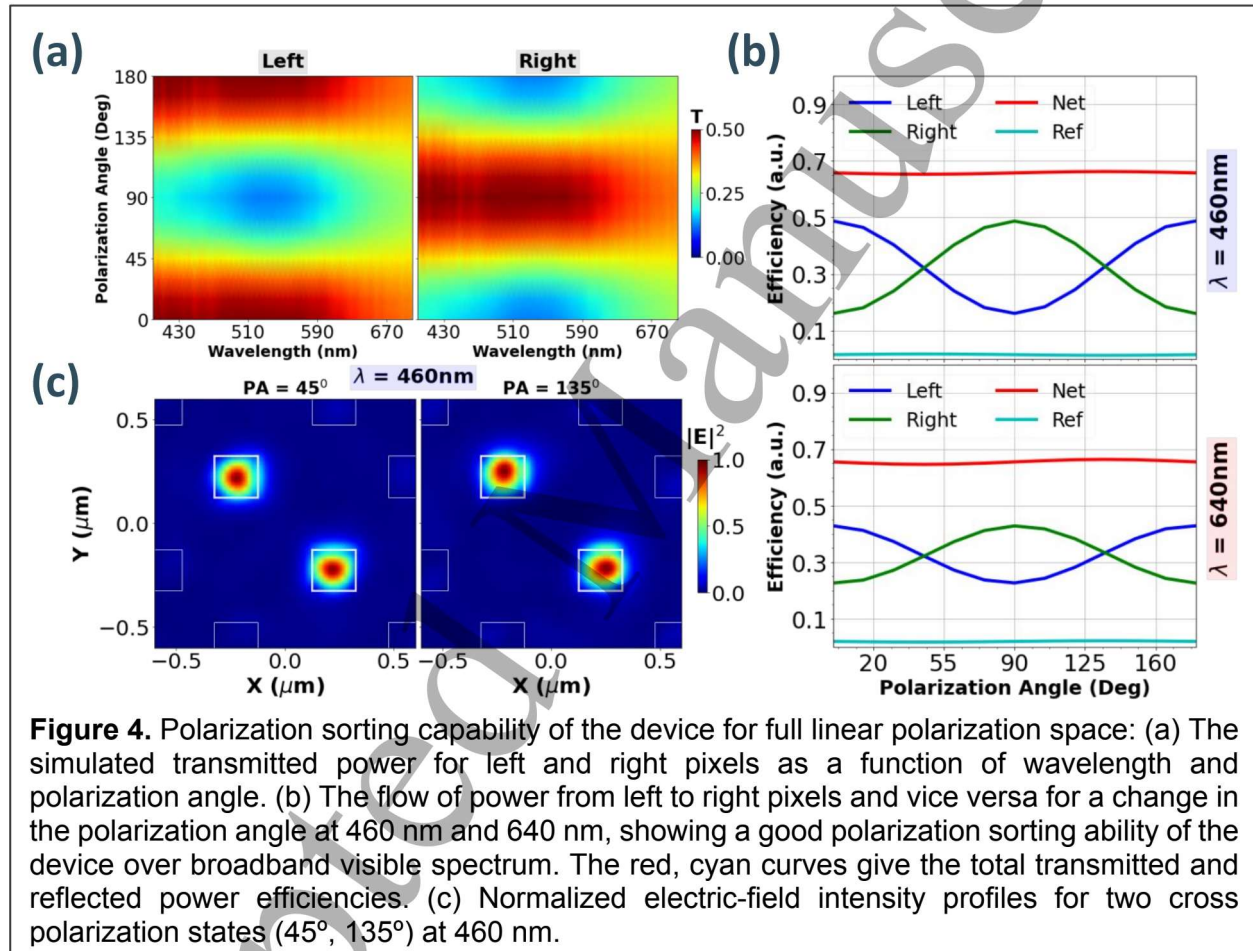 (a)
Left
Right
180
135
90
45
0
Polarization Angle (Deg)
430 510 590 670
430 510 590 670
Wavelength (nm)
Wavelength (nm)
T
0.50
0.25
0.00
(b)
0.9
0.7
0.5
0.3
0.1
Efficiency (a.u.)
Left
Net
Right
Ref
λ = 460nm
0.9
0.7
0.5
0.3
0.1
Efficiency (a.u.)
Left
Net
Right
Ref
λ = 640nm
20 55 90 125 160
Polarization Angle (Deg)
(c)
λ = 460nm
PA = 45⁰
PA = 135⁰
0.5
0.0
−0.5
Y (μm)
−0.5 0.0 0.5
−0.5 0.0 0.5
X (μm)
X (μm)
|E|²
1.0
0.5
0.0
Figure 4. Polarization sorting capability of the device for full linear polarization space: (a) The
simulated transmitted power for left and right pixels as a function of wavelength and
polarization angle. (b) The flow of power from left to right pixels and vice versa for a change in
the polarization angle at 460 nm and 640 nm, showing a good polarization sorting ability of the
device over broadband visible spectrum. The red, cyan curves give the total transmitted and
reflected power efficiencies. (c) Normalized electric-field intensity profiles for two cross
polarization states (45º, 135º) at 460 nm.
pted Manusc